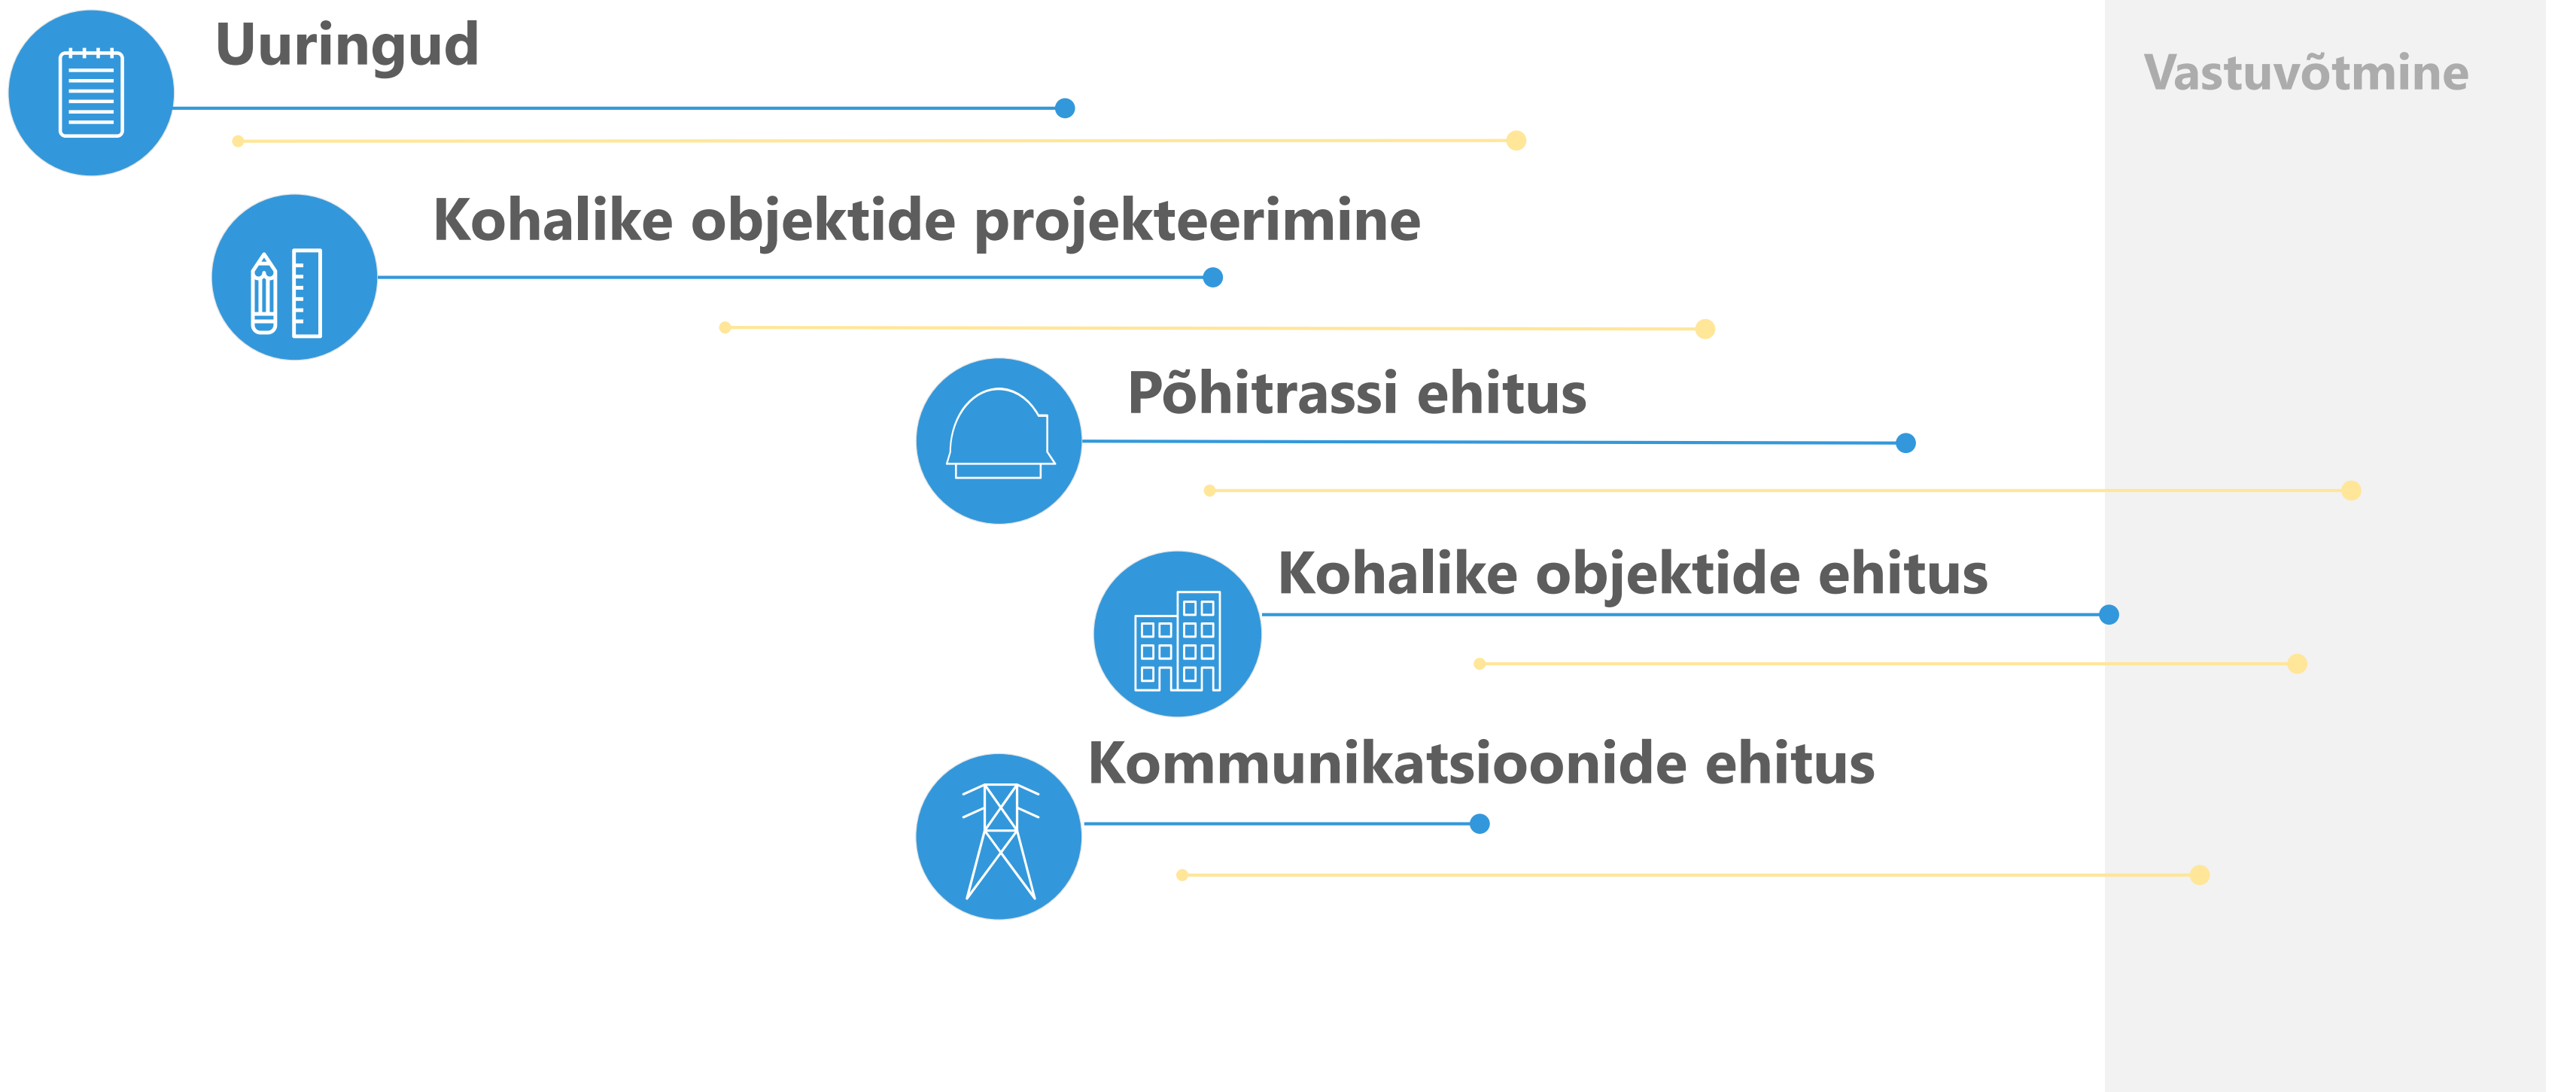 Uuringud
Vastuvõtmine
Kohalike objektide projekteerimine
Põhitrassi ehitus
Kohalike objektide ehitus
Kommunikatsioonide ehitus